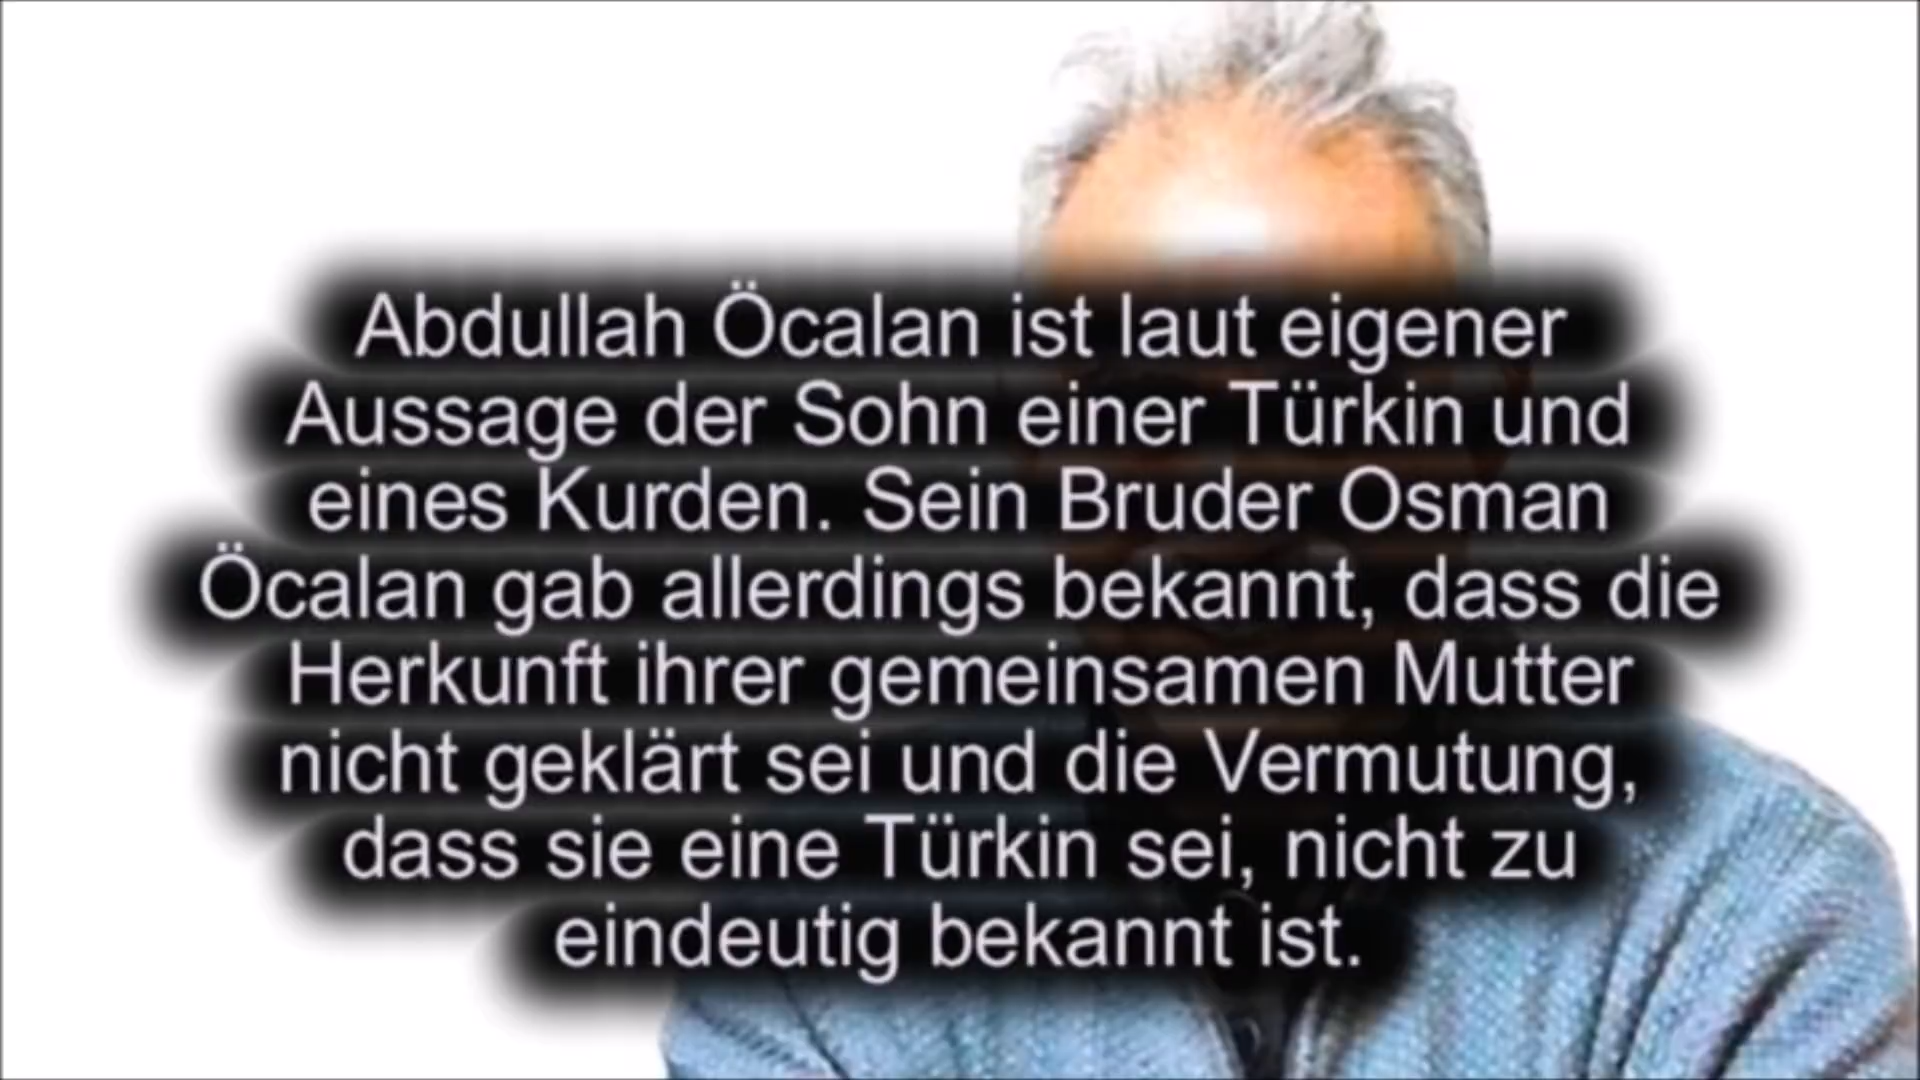 Abdullah Öcalan ist laut eigener
Aussage der Sohn einer Türkin und
eines Kurden. Sein Bruder Osman
Öcalan gab allerdings bekannt, dass die
Herkunft ihrer gemeinsamen Mutter
nicht geklärt sei und die Vermutung,
dass sie eine Türkin sei, nicht zu
eindeutig bekannt ist.